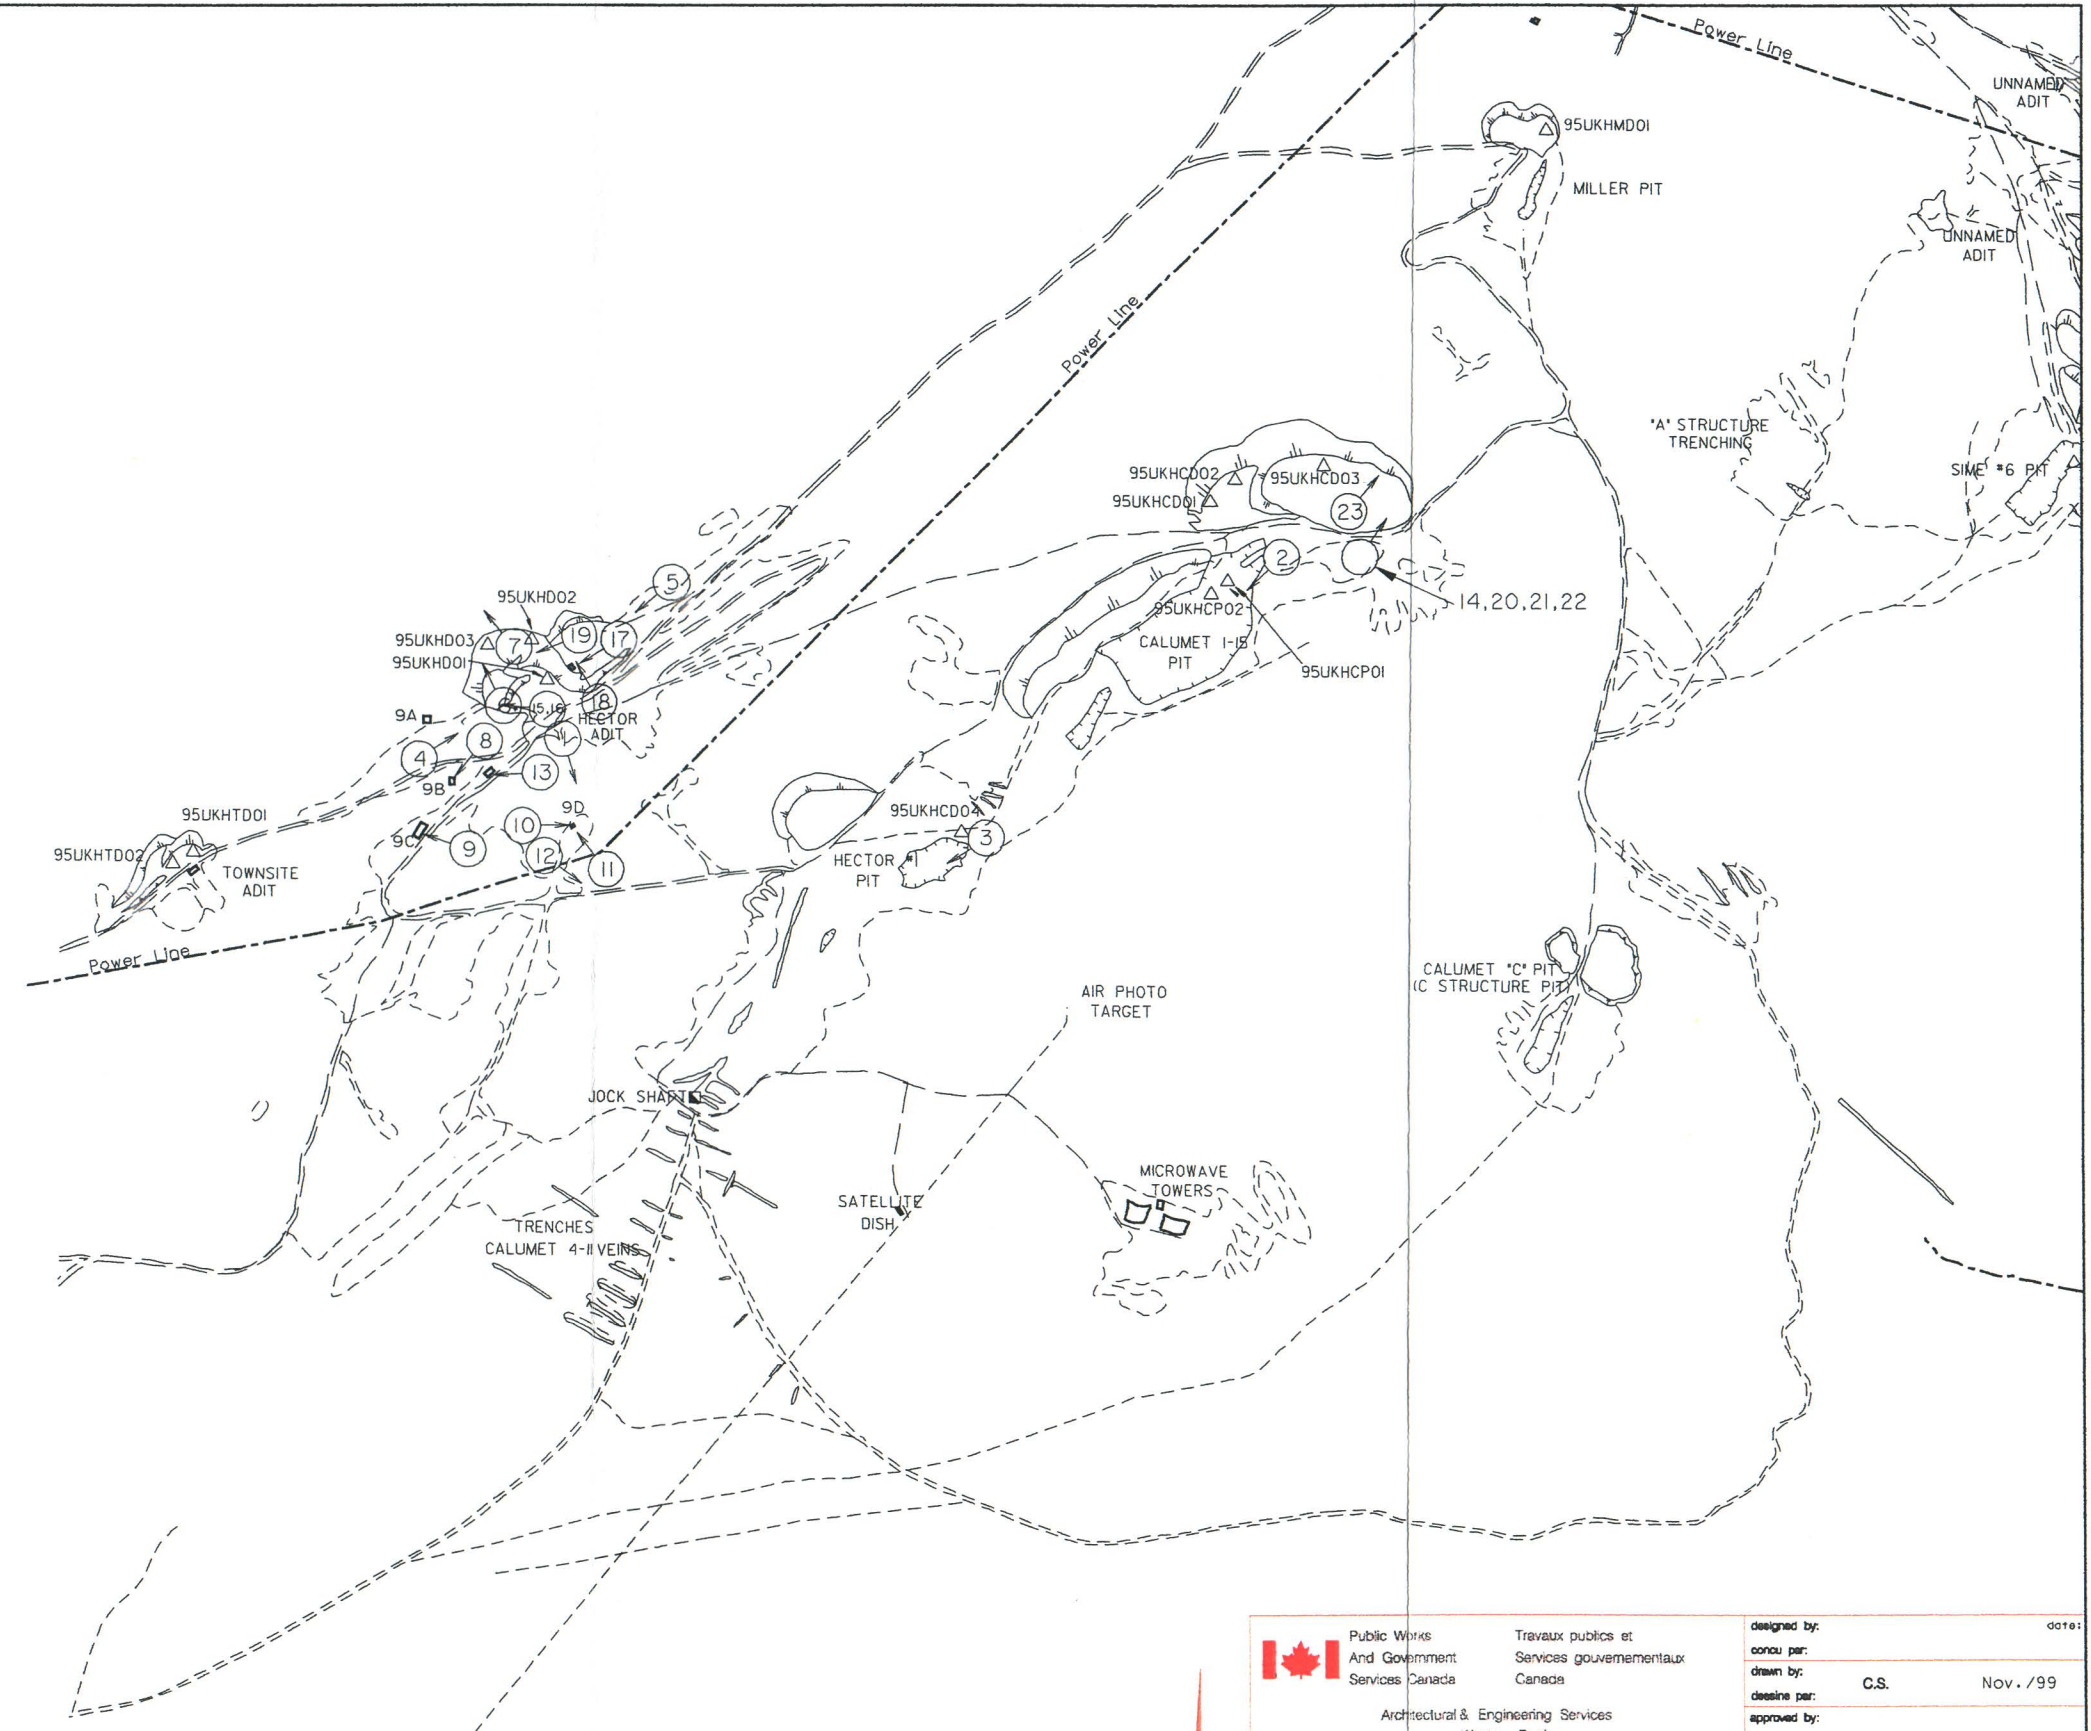 Power Line
UNNAMED
ADIT
95UKHMD01
MILLER PIT
UNNAMED
ADIT
Power Line
"A" STRUCTURE
TRENCHING
SIME #6 PIT
95UKHCD02
95UKHCD03
95UKHCD01
23
2
14,20,21,22
95UKHCP02
CALUMET 1-15
PIT
95UKHCP01
5
95UKHD02
95UKHD03
7
19
17
95UKHD01
6
15,16
18
HECTOR
ADIT
9A
8
1
4
13
9B
9D
10
9C
9
12
11
95UKHTD01
95UKHTD02
TOWNSITE
ADIT
95UKHCD04
3
HECTOR #1
PIT
Power Line
CALUMET "C" PIT
(C STRUCTURE PIT)
AIR PHOTO
TARGET
JOCK SHAFT
MICROWAVE
TOWERS
SATELLITE
DISH
TRENCHES
CALUMET 4-11 VEINS
Public Works
And Government
Services Canada
Travaux publics et
Services gouvernementaux
Canada
Architectural & Engineering Services
designed by:
date:
concu par:
drawn by:
C.S.
Nov./99
dessine par:
approved by: